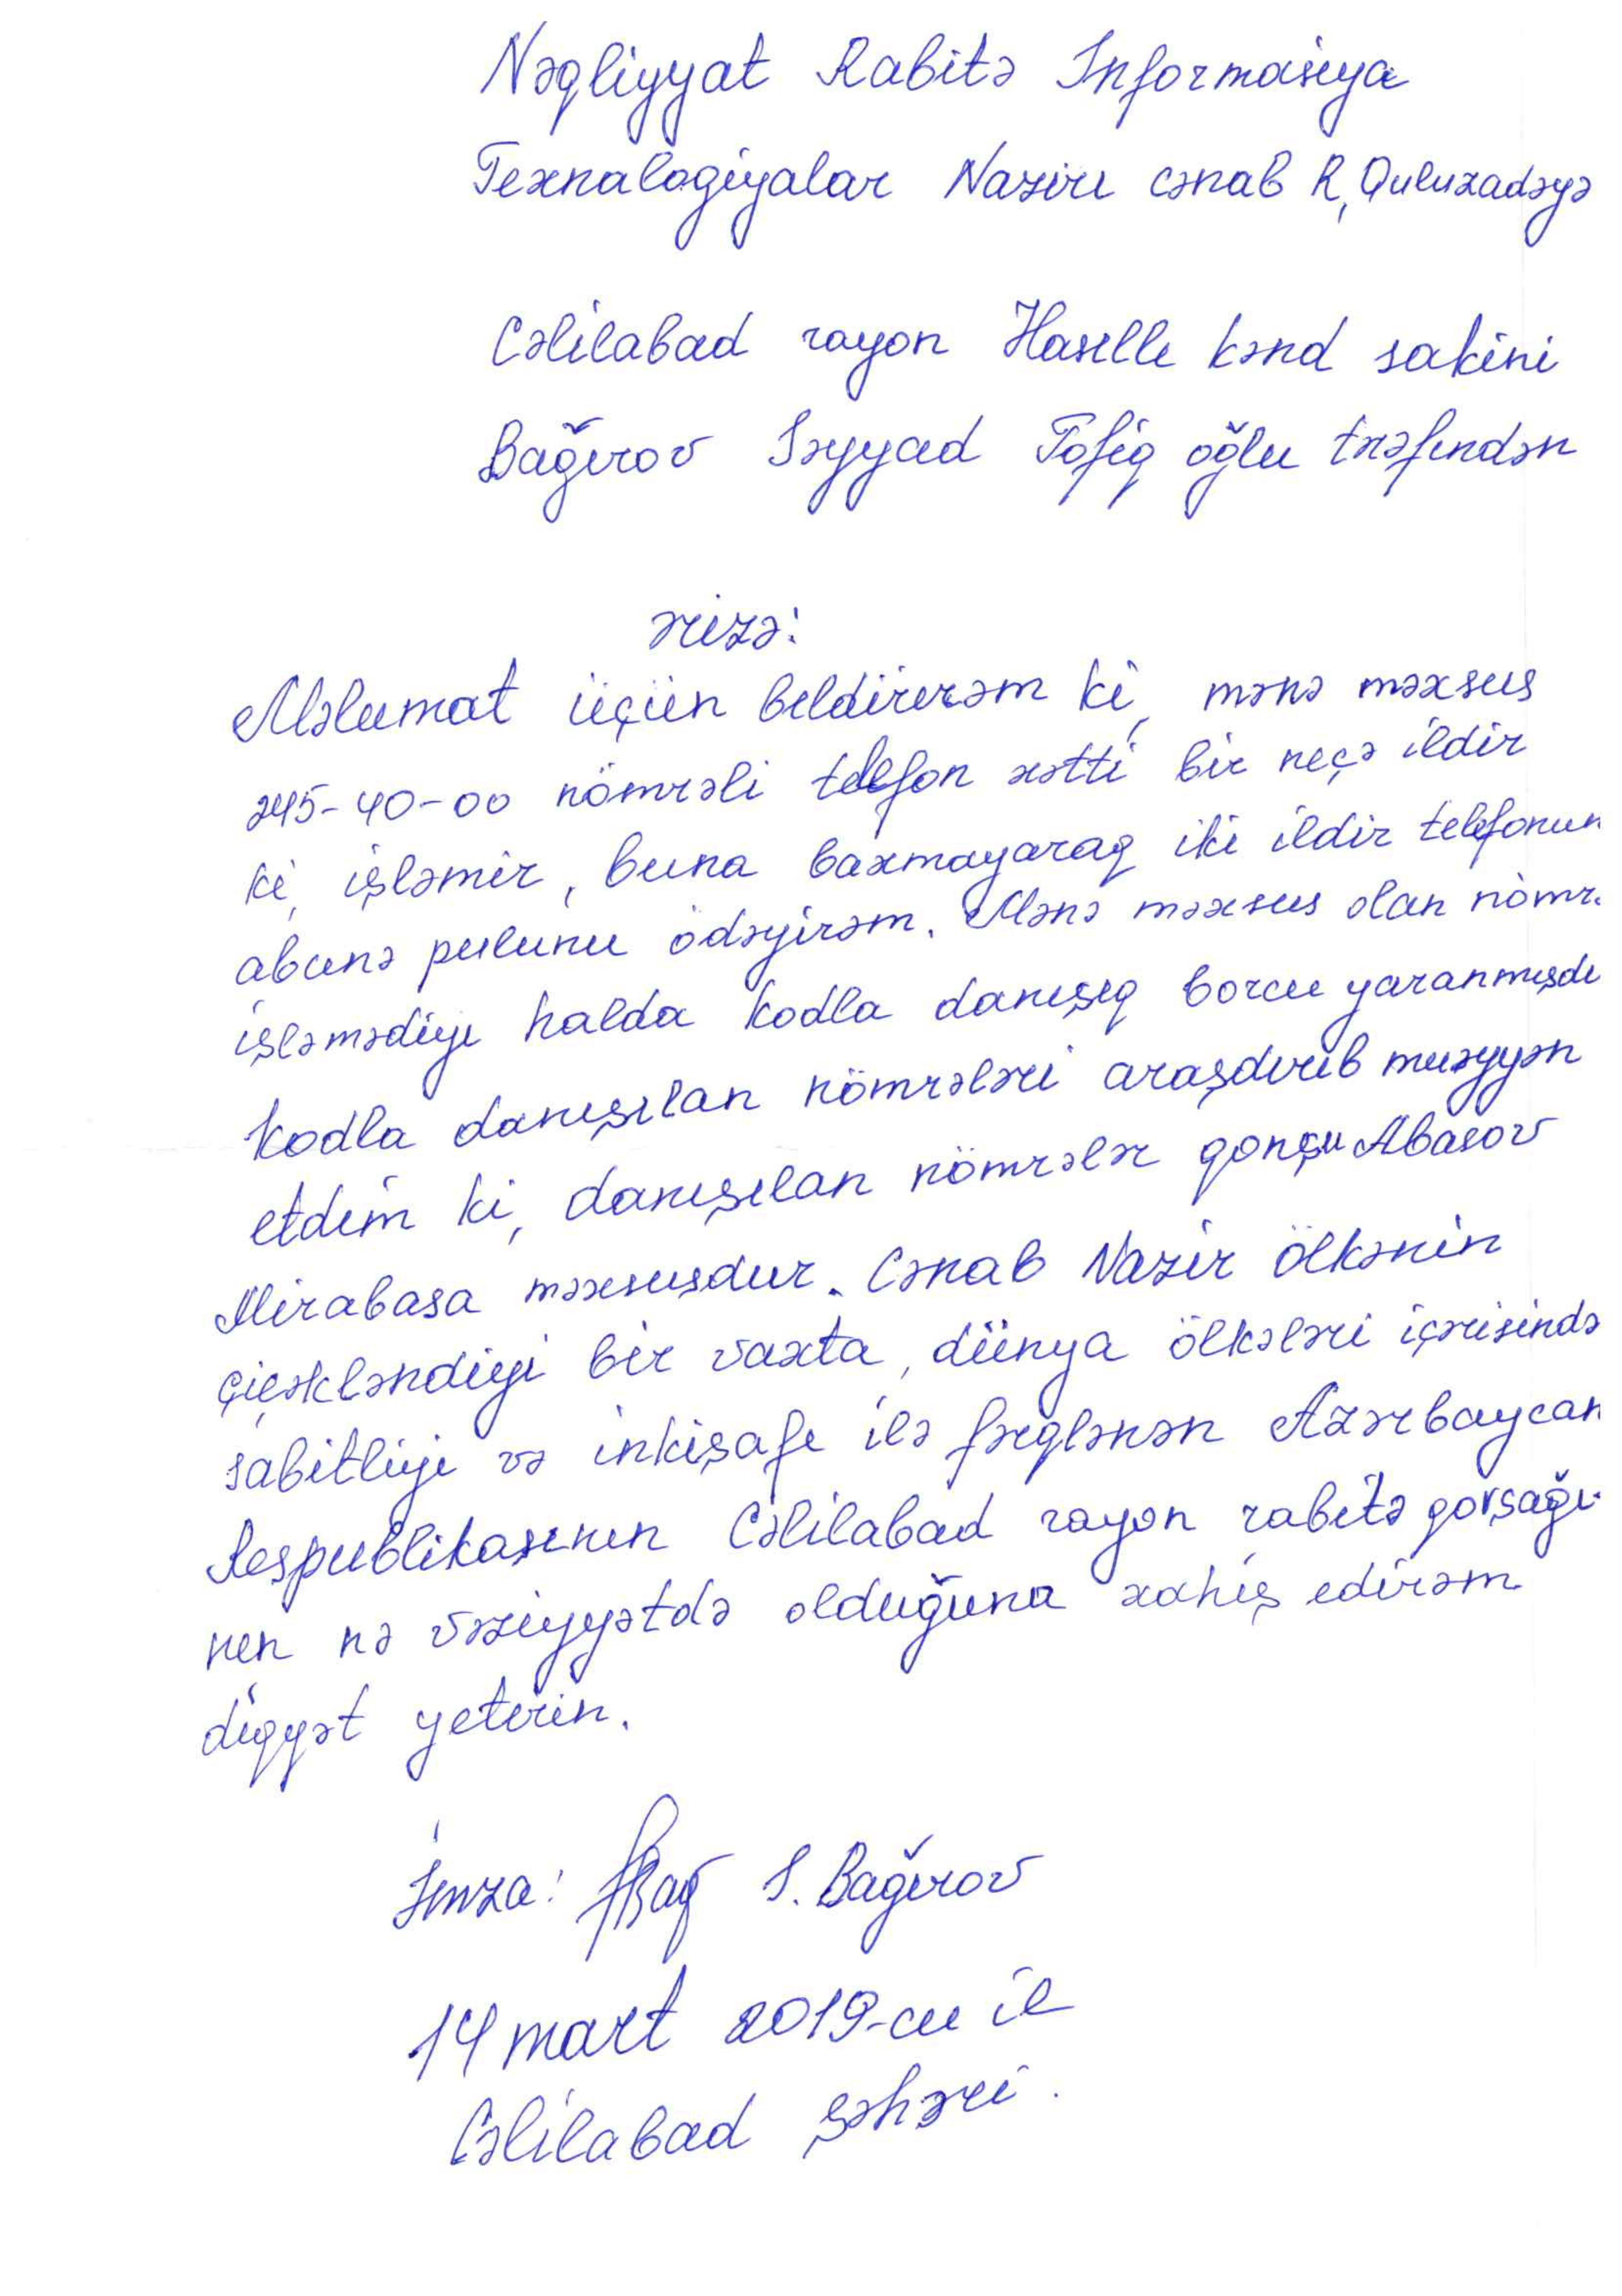 Nəqliyyat Rabitə İnformasiya
Texnalogiyalar Naziri cənab R, Quluzadəyə
Cəlilabad rayon Hasıllı kənd sakini
Bağırov Səyyad Tofiq oğlu tərəfindən
ərizə:
Məlumat üçün bildirirəm ki, mənə məxsus
245-40-00 nömrəli telefon xətti bir neçə ildir
ki, işləmir, buna baxmayaraq iki ildir telefonun
abunə pulunu ödəyirəm. Mənə məxsus olan nömr.
işləmədiyi halda kodla danışıq borcu yaranmışdı
Kodla danışılan nömrələri araşdırıb muəyyən
etdim ki, danışılan nömrələr qonşu Abasov
Mirabasa məxsusdur. Cənab Nazir ölkənin
çiçəkləndiyi bir vaxta, dünya ölkələri içərisində
sabitliyi və inkişafı ilə fərqlənən Azərbaycan
Respublikasının Cəlilabad rayon rabitə qovşağı-
nın nə vəziyyətdə olduğuna xahiş edirəm
diqqət yetirin.
İmza: S. Bağırov
14 mart 2019-cu il
Cəlilabad şəhəri.